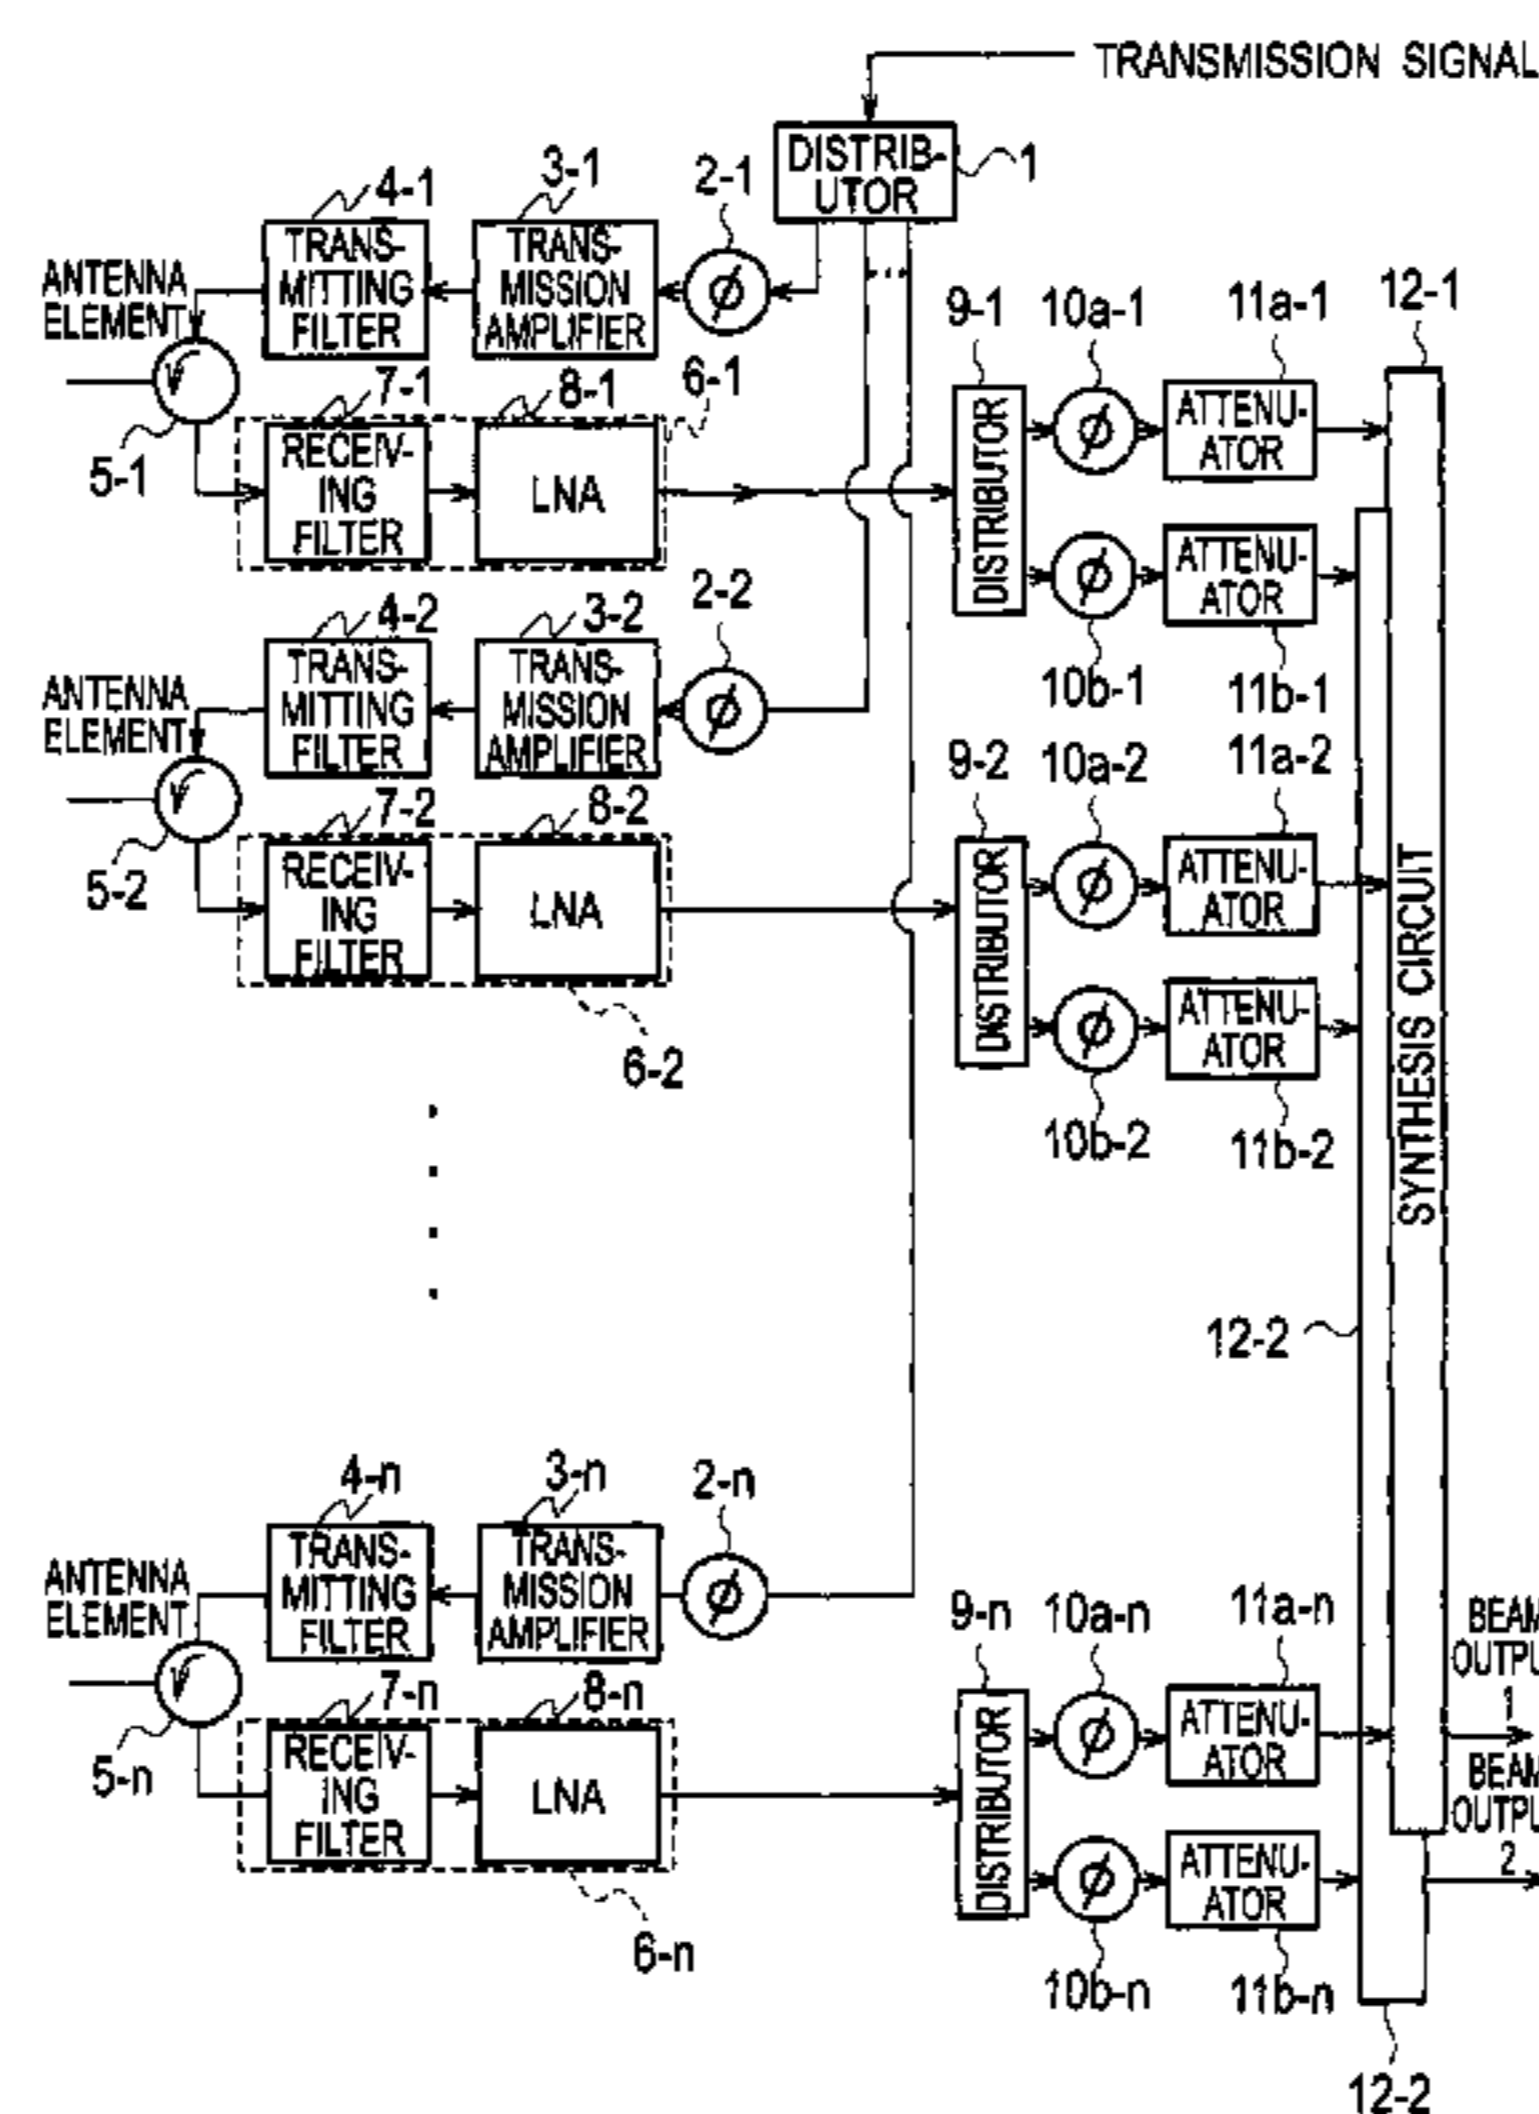 TRANSMISSION SIGNAL
DISTRIB-
UTOR
1
4-1
3-1
2-1
TRANS-
MITTING
FILTER
TRANS-
MISSION
AMPLIFIER
ϕ
ANTENNA
ELEMENT
5-1
7-1
8-1
6-1
RECEIV-
ING
FILTER
LNA
9-1
10a-1
11a-1
12-1
DISTRIBUTOR
ϕ
ATTENU-
ATOR
ϕ
ATTENU-
ATOR
10b-1
11b-1
4-2
3-2
2-2
TRANS-
MITTING
FILTER
TRANS-
MISSION
AMPLIFIER
ϕ
ANTENNA
ELEMENT
5-2
7-2
8-2
RECEIV-
ING
FILTER
LNA
6-2
9-2
10a-2
11a-2
DISTRIBUTOR
ϕ
ATTENU-
ATOR
ϕ
ATTENU-
ATOR
10b-2
11b-2
SYNTHESIS CIRCUIT
12-2
4-n
3-n
2-n
TRANS-
MITTING
FILTER
TRANS-
MISSION
AMPLIFIER
ϕ
ANTENNA
ELEMENT
5-n
7-n
8-n
RECEIV-
ING
FILTER
LNA
6-n
9-n
10a-n
11a-n
DISTRIBUTOR
ϕ
ATTENU-
ATOR
ϕ
ATTENU-
ATOR
10b-n
11b-n
BEAM
OUTPU
1
BEAM
OUTPU
2
12-2